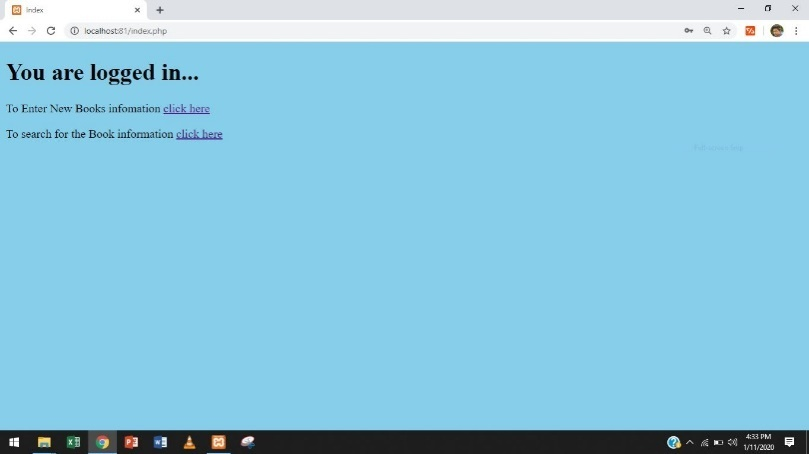 Index
localhost:81/index.php
You are logged in...
To Enter New Books infomation click here
To search for the Book information click here
4:33 PM
1/11/2020